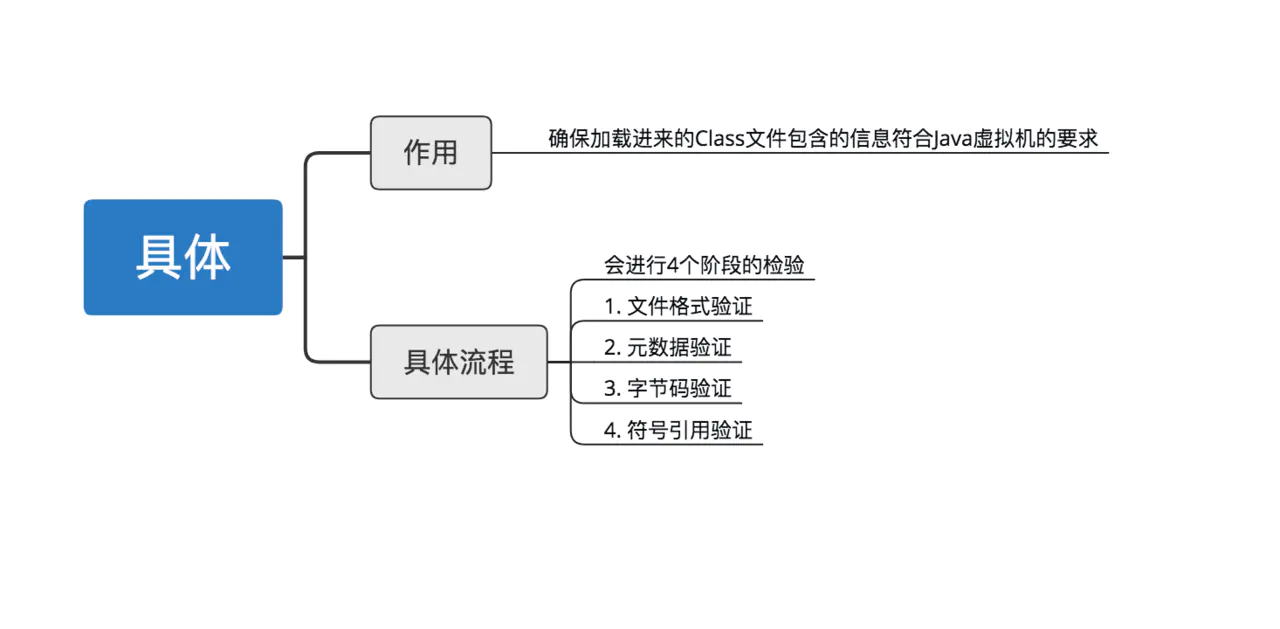 具体
作用
确保加载进来的Class文件包含的信息符合Java虚拟机的要求
具体流程
会进行4个阶段的检验
1. 文件格式验证
2. 元数据验证
3. 字节码验证
4. 符号引用验证